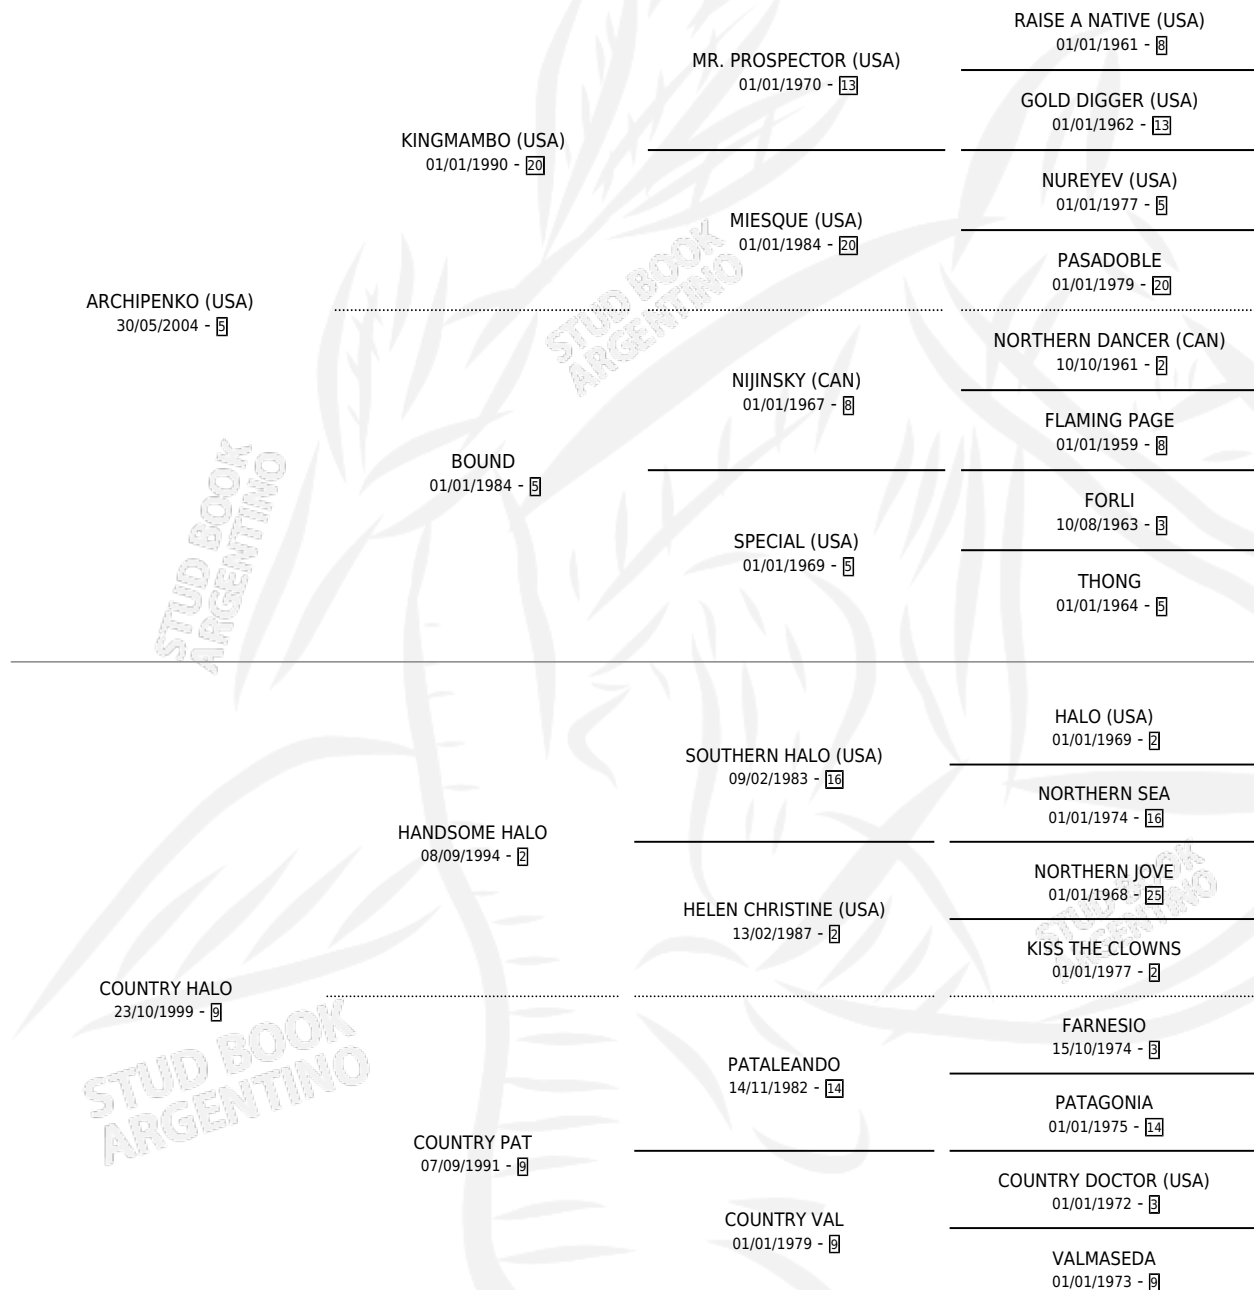 RAISE A NATIVE (USA)
01/01/1961 - 8
MR. PROSPECTOR (USA)
01/01/1970 - 13
GOLD DIGGER (USA)
01/01/1962 - 13
KINGMAMBO (USA)
01/01/1990 - 20
NUREYEV (USA)
01/01/1977 - 5
MIESQUE (USA)
01/01/1984 - 20
PASADOBLE
01/01/1979 - 20
ARCHIPENKO (USA)
30/05/2004 - 5
NORTHERN DANCER (CAN)
10/10/1961 - 2
NIJINSKY (CAN)
01/01/1967 - 8
FLAMING PAGE
01/01/1959 - 8
BOUND
01/01/1984 - 5
FORLI
10/08/1963 - 3
SPECIAL (USA)
01/01/1969 - 5
THONG
01/01/1964 - 5
HALO (USA)
01/01/1969 - 2
SOUTHERN HALO (USA)
09/02/1983 - 16
NORTHERN SEA
01/01/1974 - 16
HANDSOME HALO
08/09/1994 - 2
NORTHERN JOVE
01/01/1968 - 25
HELEN CHRISTINE (USA)
13/02/1987 - 2
KISS THE CLOWNS
01/01/1977 - 2
COUNTRY HALO
23/10/1999 - 9
FARNESIO
15/10/1974 - 3
PATALEANDO
14/11/1982 - 14
PATAGONIA
01/01/1975 - 14
COUNTRY PAT
07/09/1991 - 9
COUNTRY DOCTOR (USA)
01/01/1972 - 3
COUNTRY VAL
01/01/1979 - 9
VALMASEDA
01/01/1973 - 9
STUD BOOK
ARGENTINO
STUD BOOK
ARGENTINO
STUD BOOK
ARGENTINO
STUD BOOK
ARGENTINO